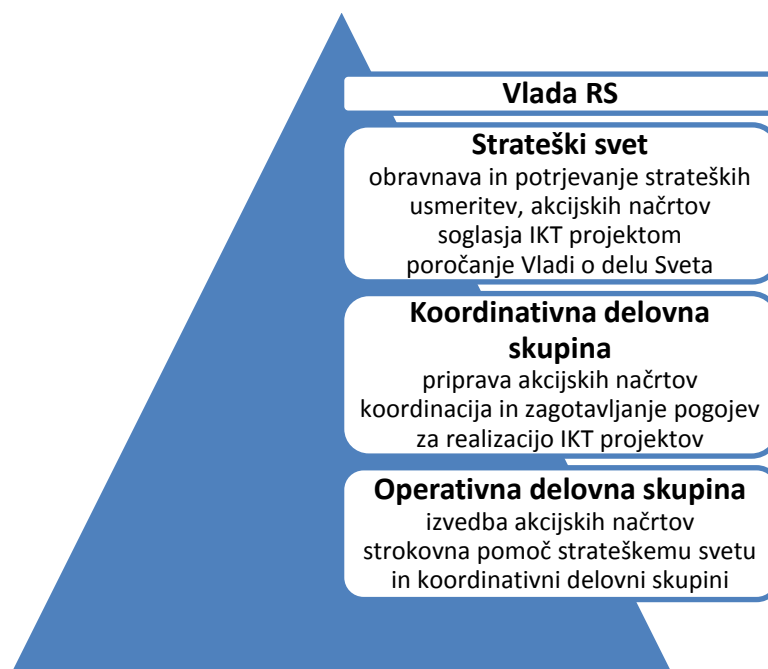 Vlada RS
Strateški svet
obravnava in potrjevanje strateških
usmeritev, akcijskih načrtov
soglasja IKT projektom
poročanje Vladi o delu Sveta
Koordinativna delovna
skupina
priprava akcijskih načrtov
koordinacija in zagotavljanje pogojev
za realizacijo IKT projektov
Operativna delovna skupina
izvedba akcijskih načrtov
strokovna pomoč strateškemu svetu
in koordinativni delovni skupini